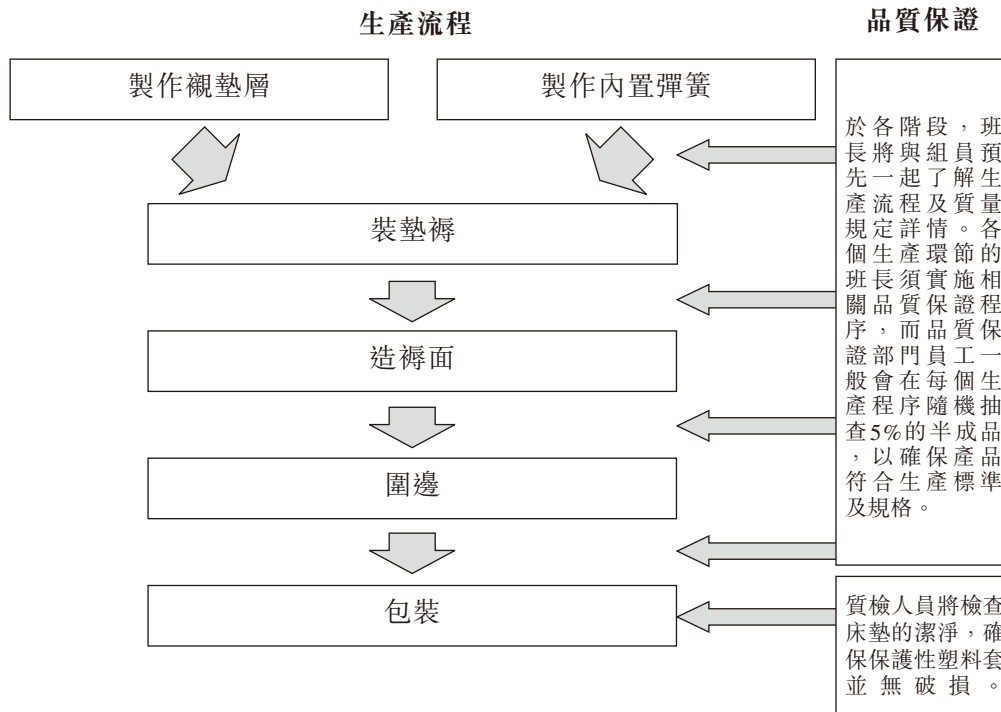 生產流程
品質保證
製作襯墊層
製作內置彈簧
裝墊褥
造褥面
圍邊
包裝
於各階段，班
長將與組員預
先一起了解生
產流程及質量
規定詳情。各
個生產環節的
班長須實施相
關品質保證程
序，而品質保
證部門員工一
般會在每個生
產程序隨機抽
查5%的半成品
，以確保產品
符合生產標準
及規格。
質檢人員將檢查
床墊的潔淨，確
保保護性塑料套
並無破損。